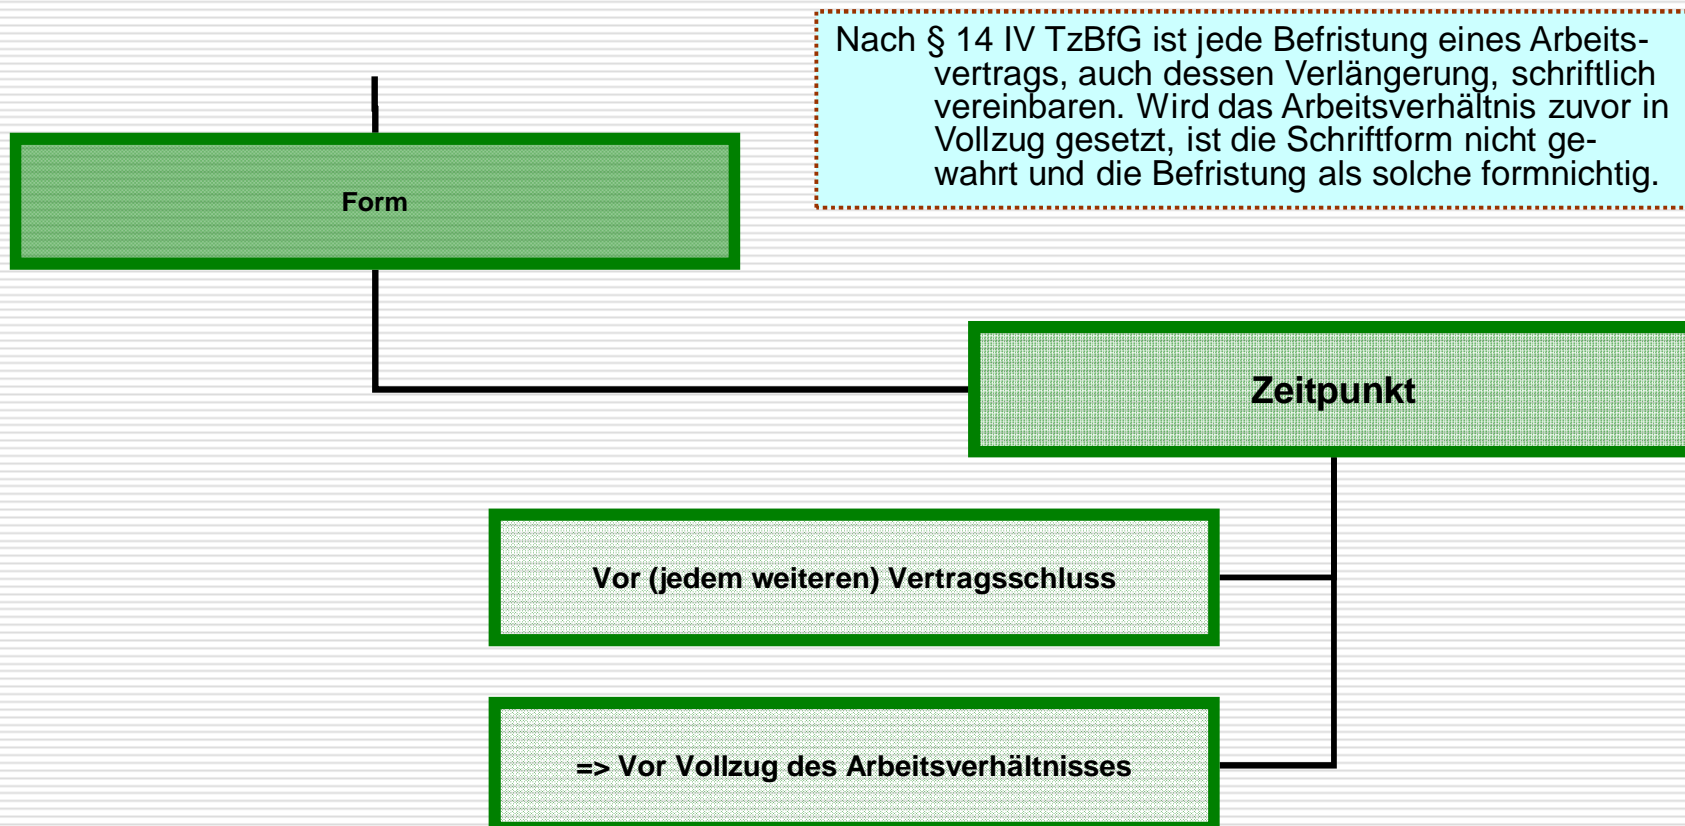 Nach § 14 IV TzBfG ist jede Befristung eines Arbeits-
vertrags, auch dessen Verlängerung, schriftlich
vereinbaren. Wird das Arbeitsverhältnis zuvor in
Vollzug gesetzt, ist die Schriftform nicht ge-
wahrt und die Befristung als solche formnichtig.
Form
Zeitpunkt
Vor (jedem weiteren) Vertragsschluss
=> Vor Vollzug des Arbeitsverhältnisses